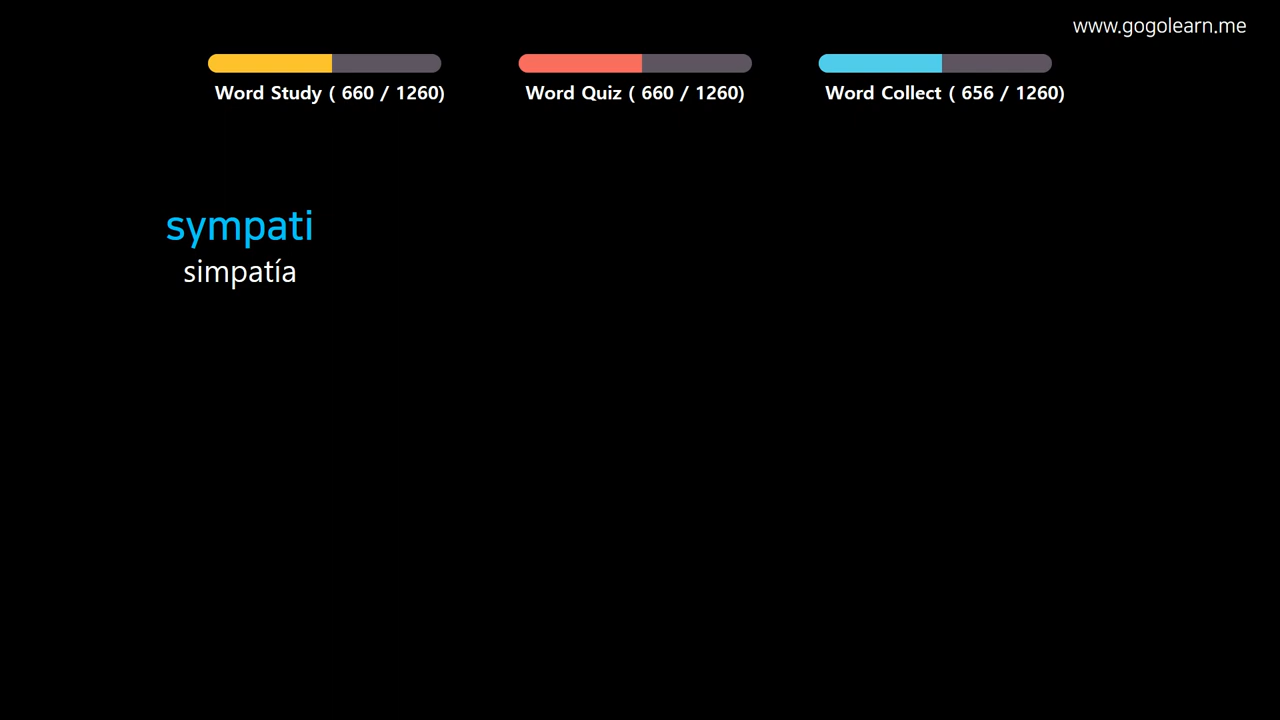 www.gogolearn.me
Word Study ( 660 / 1260)
Word Quiz ( 660 / 1260)
Word Collect ( 656 / 1260)
sympati
simpatía